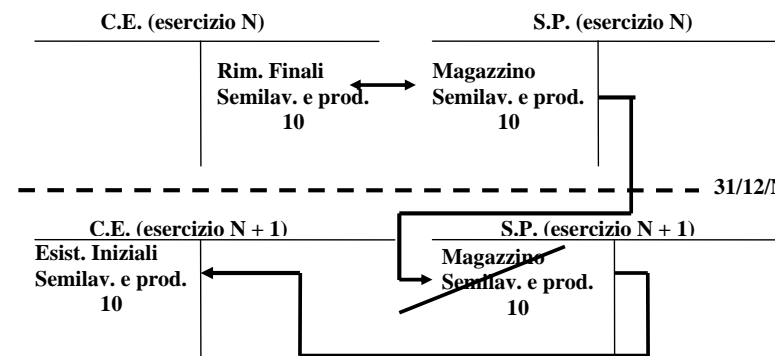 C.E. (esercizio N)
S.P. (esercizio N)
Rim. Finali
Semilav. e prod.
10
Magazzino
Semilav. e prod.
10
31/12/N
C.E. (esercizio N + 1)
S.P. (esercizio N + 1)
Esist. Iniziali
Semilav. e prod.
10
Magazzino
Semilav. e prod.
10